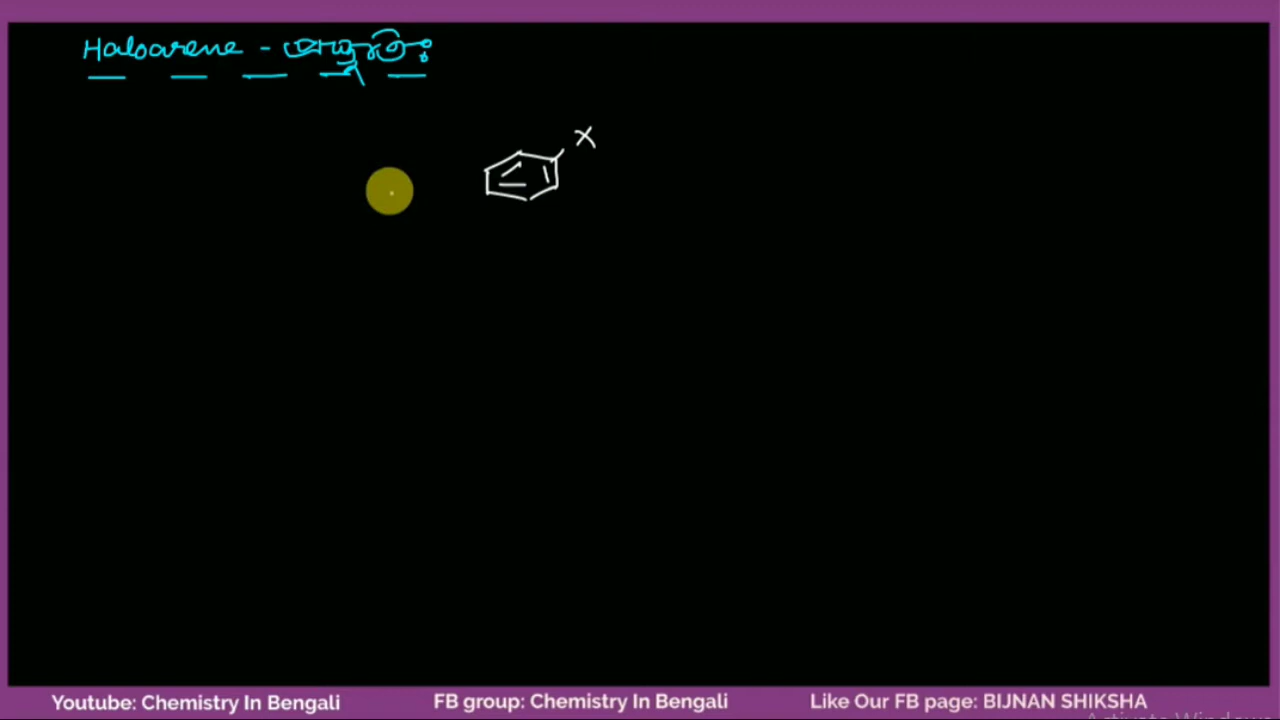 Haloarene - প্রস্তুতিঃ
X
Youtube: Chemistry In Bengali
FB group: Chemistry In Bengali
Like Our FB page: BIJNAN SHIKSHA